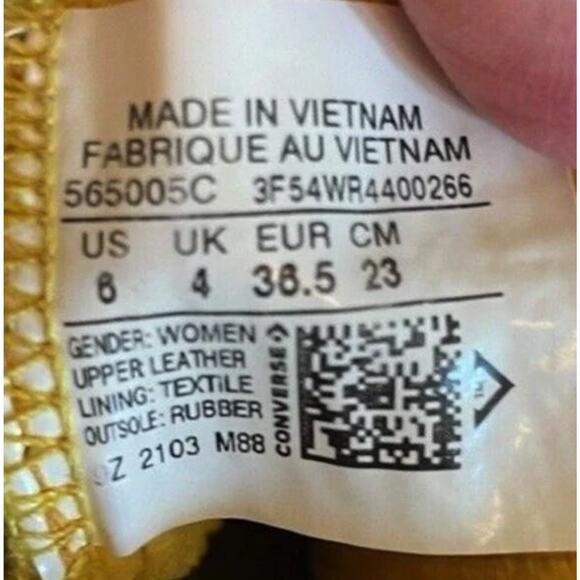 MADE IN VIETNAM
FABRIQUE AU VIETNAM
565005C 3F54WR4400266
US UK EUR CM
6 4 36.5 23
GENDER: WOMEN
UPPER LEATHER
LINING: TEXTILE
OUTSOLE: RUBBER
Z 2103 M88
CONVERSE